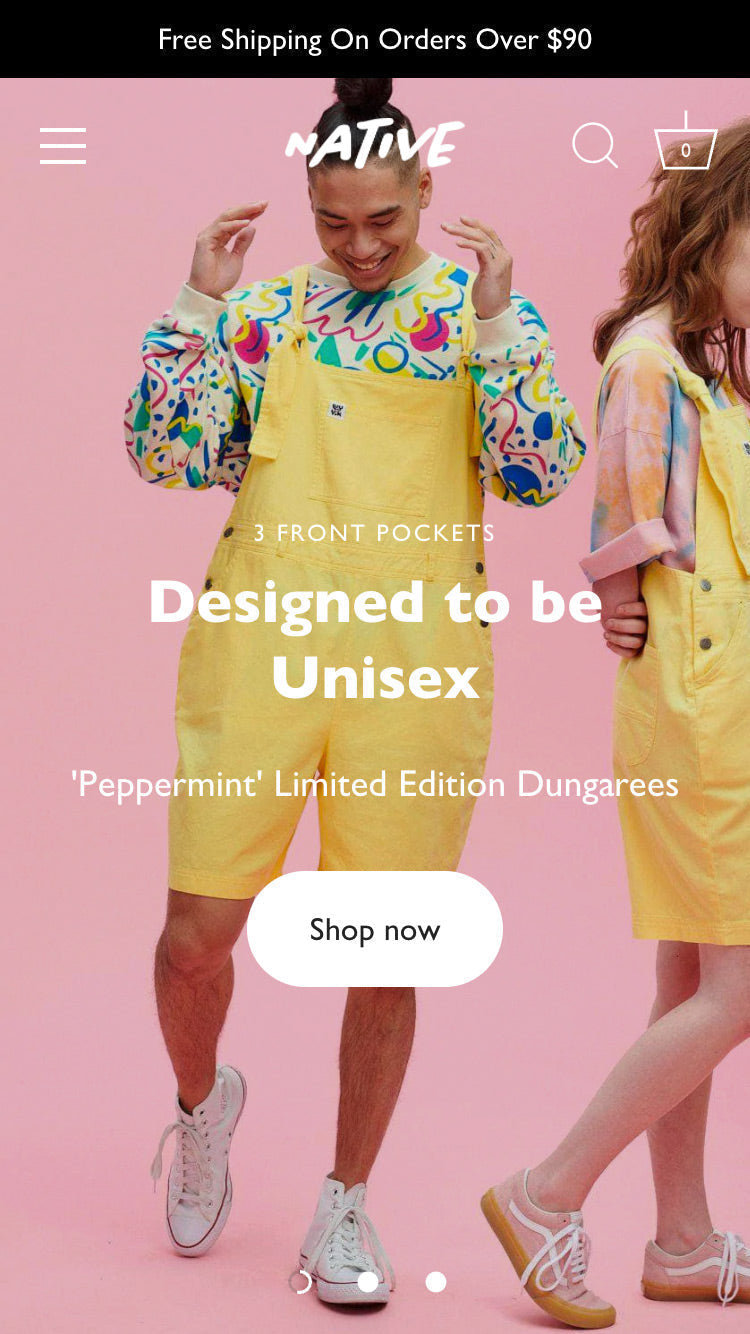 Free Shipping On Orders Over $90
NATIVE
0
3 FRONT POCKETS
Designed to be
Unisex
'Peppermint' Limited Edition Dungarees
Shop now